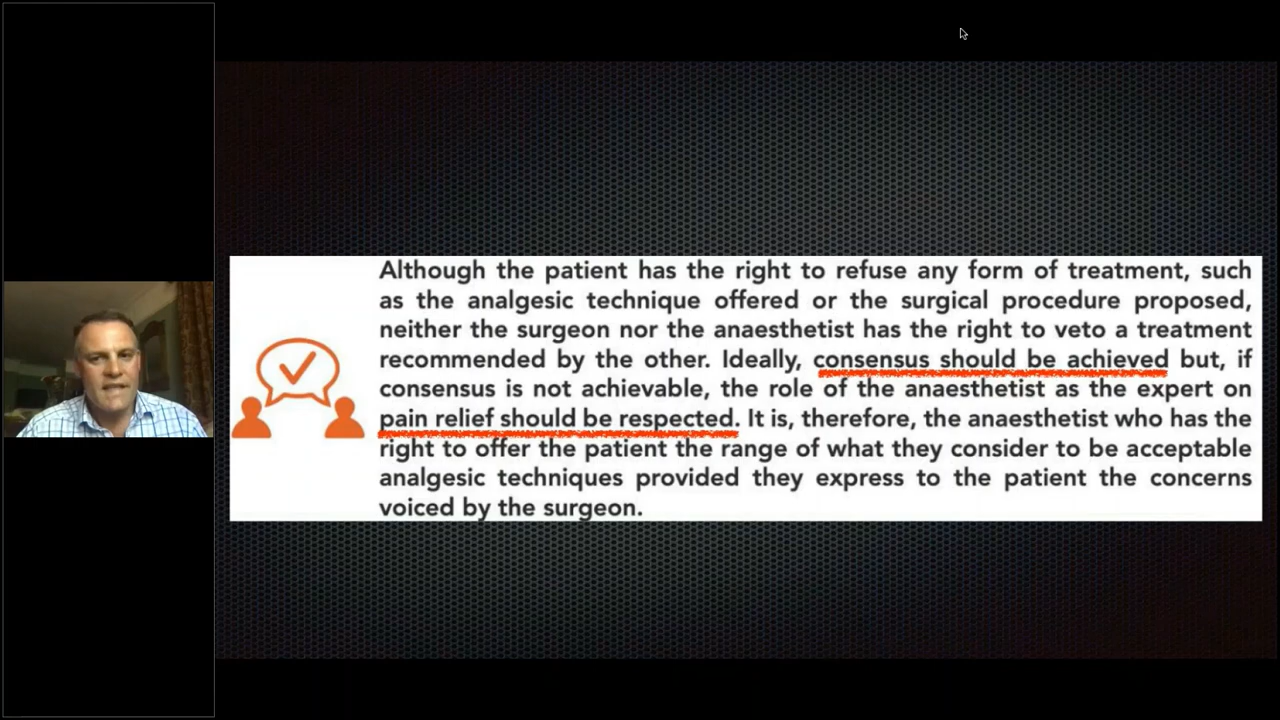 Although the patient has the right to refuse any form of treatment, such
as the analgesic technique offered or the surgical procedure proposed,
neither the surgeon nor the anaesthetist has the right to veto a treatment
recommended by the other. Ideally, consensus should be achieved but, if
consensus is not achievable, the role of the anaesthetist as the expert on
pain relief should be respected. It is, therefore, the anaesthetist who has the
right to offer the patient the range of what they consider to be acceptable
analgesic techniques provided they express to the patient the concerns
voiced by the surgeon.